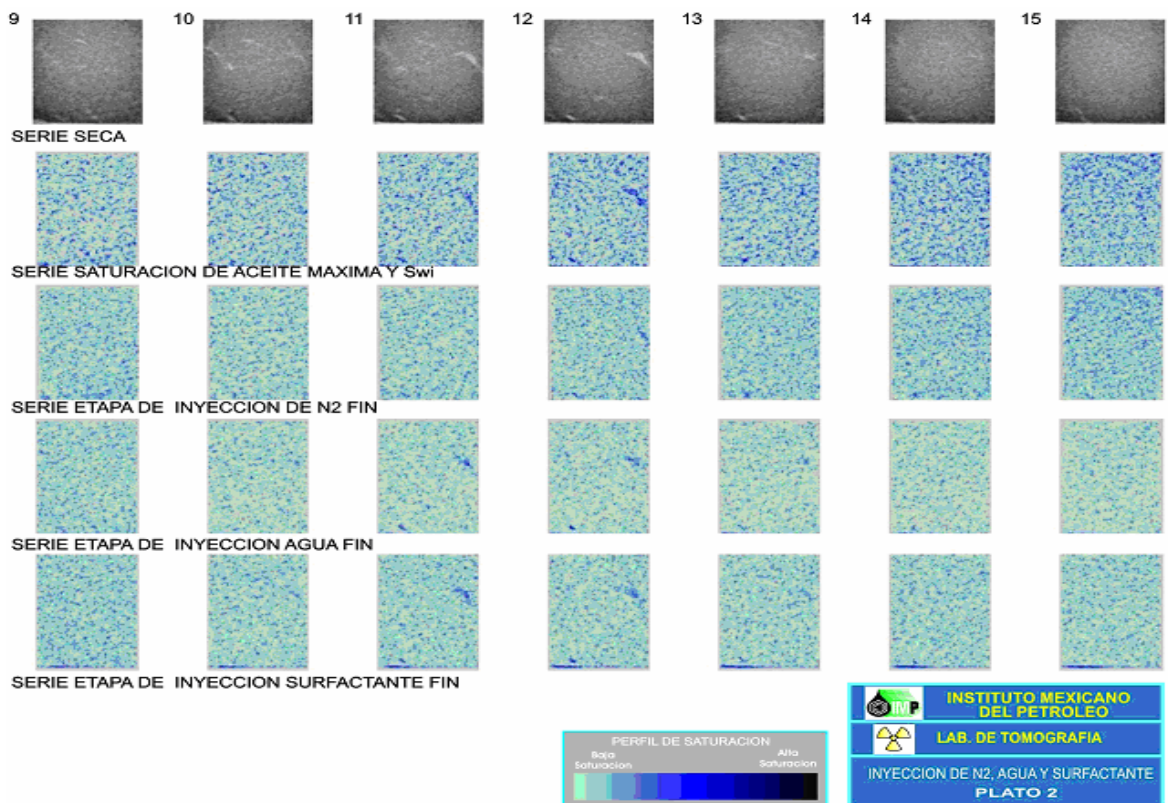 9 10 11 12 13 14 15
SERIE SECA
SERIE SATURACION DE ACEITE MAXIMA Y Swi
SERIE ETAPA DE INYECCION DE N2 FIN
SERIE ETAPA DE INYECCION AGUA FIN
SERIE ETAPA DE INYECCION SURFACTANTE FIN
PERFIL DE SATURACION
Baja Saturacion
Alta Saturacion
IMP
INSTITUTO MEXICANO
DEL PETROLEO
LAB. DE TOMOGRAFIA
INYECCION DE N2, AGUA Y SURFACTANTE
PLATO 2